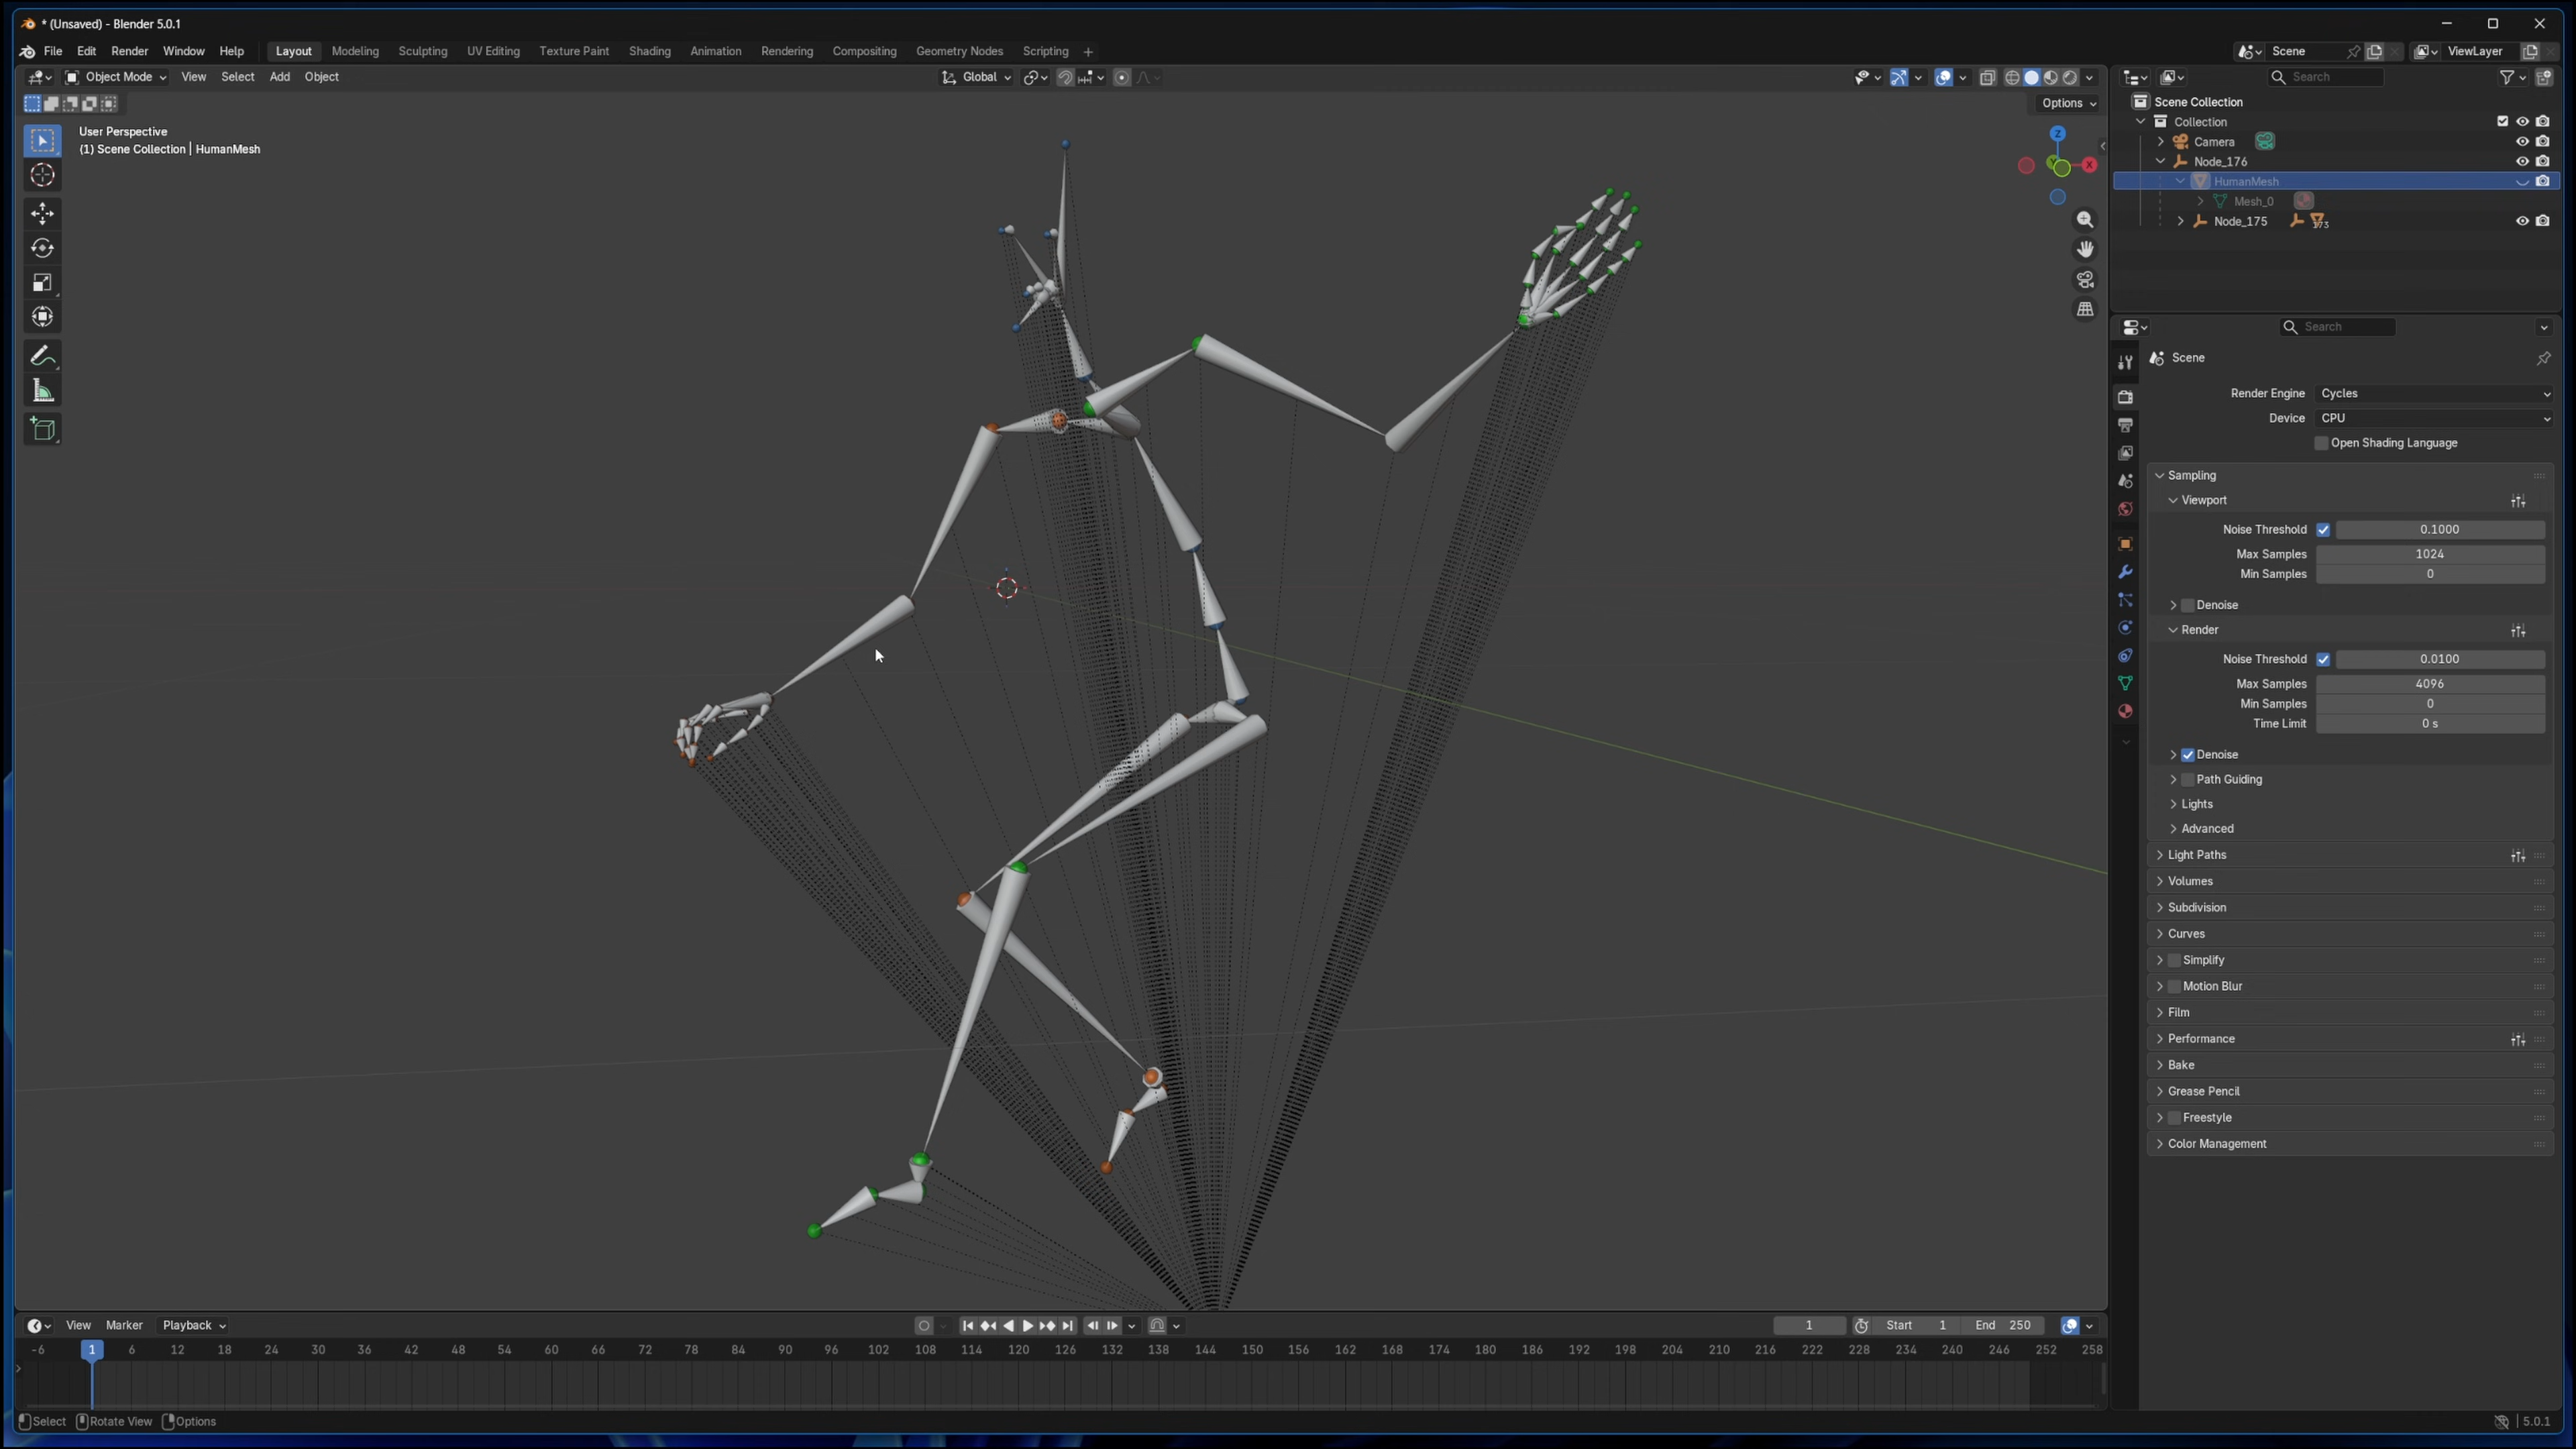 * (Unsaved) - Blender 5.0.1
File Edit Render Window Help Layout Modeling Sculpting UV Editing Texture Paint Shading Animation Rendering Compositing Geometry Nodes Scripting + Scene ViewLayer
Object Mode View Select Add Object Global Search
Options
User Perspective
(1) Scene Collection | HumanMesh
Z
X
Y
Scene Collection
Collection
Camera
Node_176
HumanMesh
Mesh_0
Node_175 173
Search
Scene
Render Engine Cycles
Device CPU
Open Shading Language
Sampling
Viewport
Noise Threshold 0.1000
Max Samples 1024
Min Samples 0
Denoise
Render
Noise Threshold 0.0100
Max Samples 4096
Min Samples 0
Time Limit 0 s
Denoise
Path Guiding
Lights
Advanced
Light Paths
Volumes
Subdivision
Curves
Simplify
Motion Blur
Film
Performance
Bake
Grease Pencil
Freestyle
Color Management
View Marker Playback 1 Start 1 End 250
-6 1 6 12 18 24 30 36 42 48 54 60 66 72 78 84 90 96 102 108 114 120 126 132 138 144 150 156 162 168 174 180 186 192 198 204 210 216 222 228 234 240 246 252 258
Select Rotate View Options 5.0.1